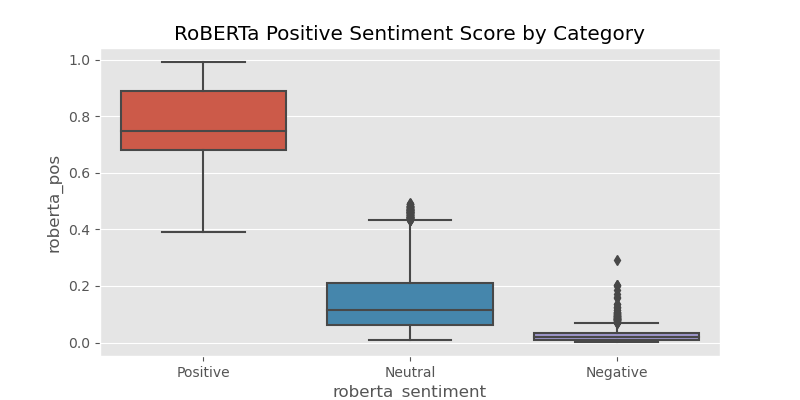 RoBERTa Positive Sentiment Score by Category
1.0
0.8
0.6
0.4
0.2
0.0
roberta_pos
Positive Neutral Negative
roberta_sentiment